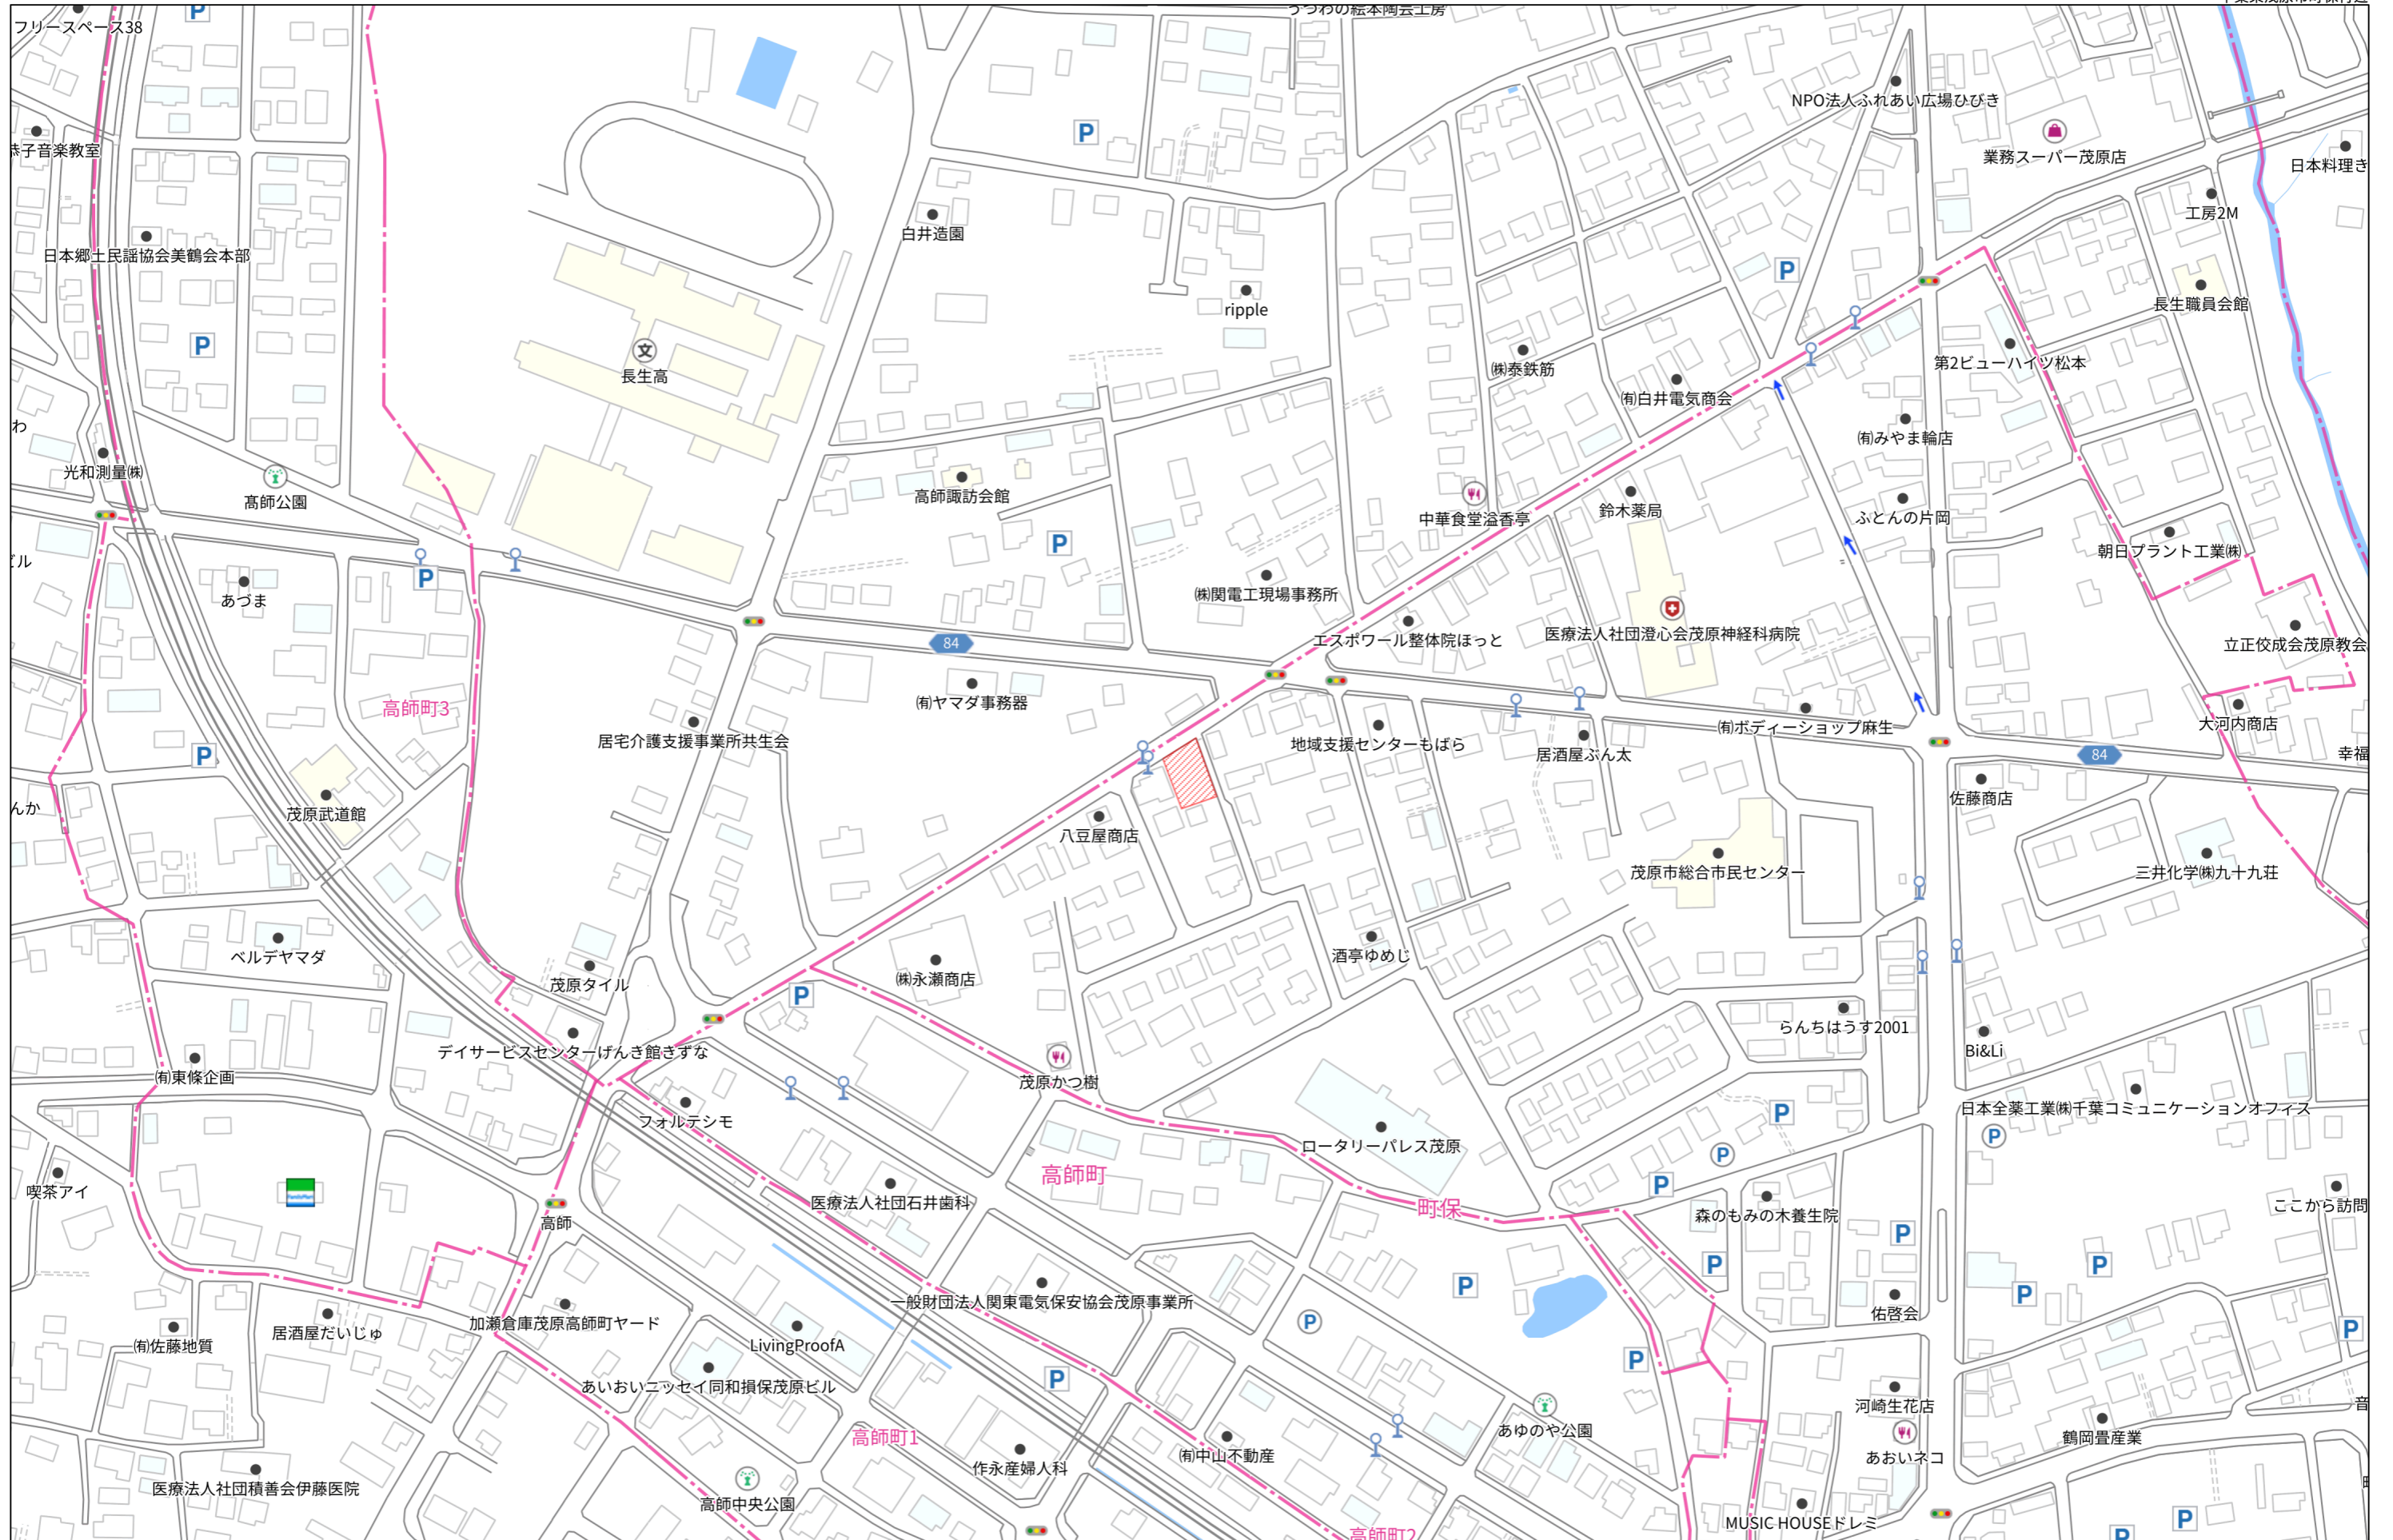 フリースペース38
P
うつわの絵本陶芸工房
NPO法人ふれあい広場ひびき
業務スーパー茂原店
日本料理き
恭子音楽教室
P
白井造園
工房2M
日本郷土民謡協会美鶴会本部
P
ripple
長生職員会館
P
文
長生高
㈱泰鉄筋
㈲白井電気商会
第2ビューハイツ松本
わ
㈲みやま輪店
光和測量㈱
髙師公園
高師諏訪会館
中華食堂溢香亭
鈴木薬局
ふとんの片岡
朝日プラント工業㈱
ビル
P
P
あづま
㈱関電工現場事務所
エスポワール整体院ほっと
医療法人社団澄心会茂原神経科病院
立正佼成会茂原教会
84
高師町3
㈲ヤマダ事務器
居宅介護支援事業所共生会
地域支援センターもばら
居酒屋ぶん太
㈲ボディーショップ麻生
大河内商店
84
幸福
P
佐藤商店
んか
茂原武道館
八豆屋商店
茂原市総合市民センター
三井化学㈱九十九荘
ベルデヤマダ
茂原タイル
㈱永瀬商店
酒亭ゆめじ
P
らんちはうす2001
Bi&Li
デイサービスセンターげんき館きずな
㈲東條企画
茂原かつ樹
フォルテシモ
日本全薬工業㈱千葉コミュニケーションオフィス
P
P
P
ロータリーパレス茂原
高師町
喫茶アイ
FamilyMart
医療法人社団石井歯科
町保
P
森のもみの木養生院
ここから訪問
高師
P
P
P
P
P
一般財団法人関東電気保安協会茂原事業所
佑啓会
加瀬倉庫茂原高師町ヤード
居酒屋だいじゅ
㈲佐藤地質
LivingProofA
P
P
P
P
あいおいニッセイ同和損保茂原ビル
河崎生花店
音
高師町1
㈲中山不動産
あゆのや公園
鶴岡畳産業
あおいネコ
作永産婦人科
医療法人社団積善会伊藤医院
高師中央公園
MUSIC HOUSEドレミ
P
P
高師町2